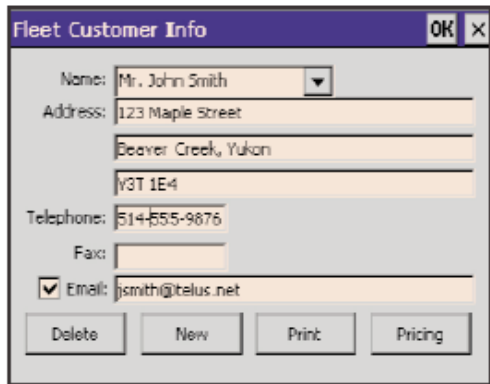 Fleet Customer Info OK
Name: Mr. John Smith
Address: 123 Maple Street
Beaver Creek, Yukon
V3T 1E4
Telephone: 514-555-9876
Fax:
Email: jsmith@telus.net
Delete New Print Pricing